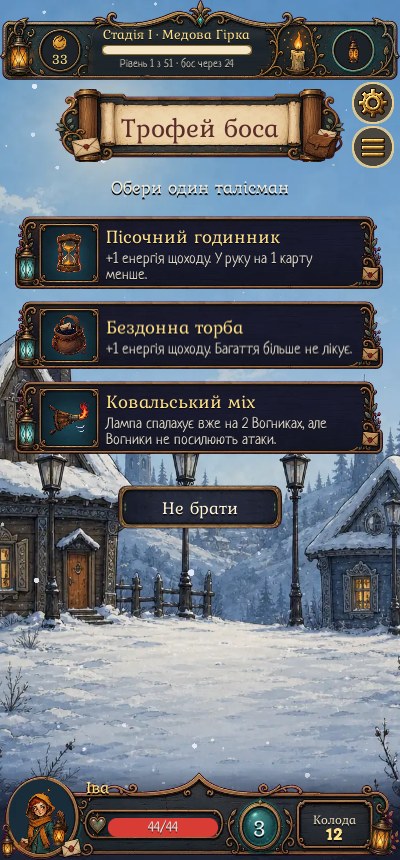 Стадія I · Медова Гірка
33
Рівень 1 з 51 · бос через 24
Трофей боса
Обери один талісман
Пісочний годинник
+1 енергія щоходу. У руку на 1 карту
менше.
Бездонна торба
+1 енергія щоходу. Багаття більше не лікує.
Ковальський міх
Лампа спалахує вже на 2 Вогниках, але
Вогники не посилюють атаки.
Не брати
Іва
44/44
3
Колода
12